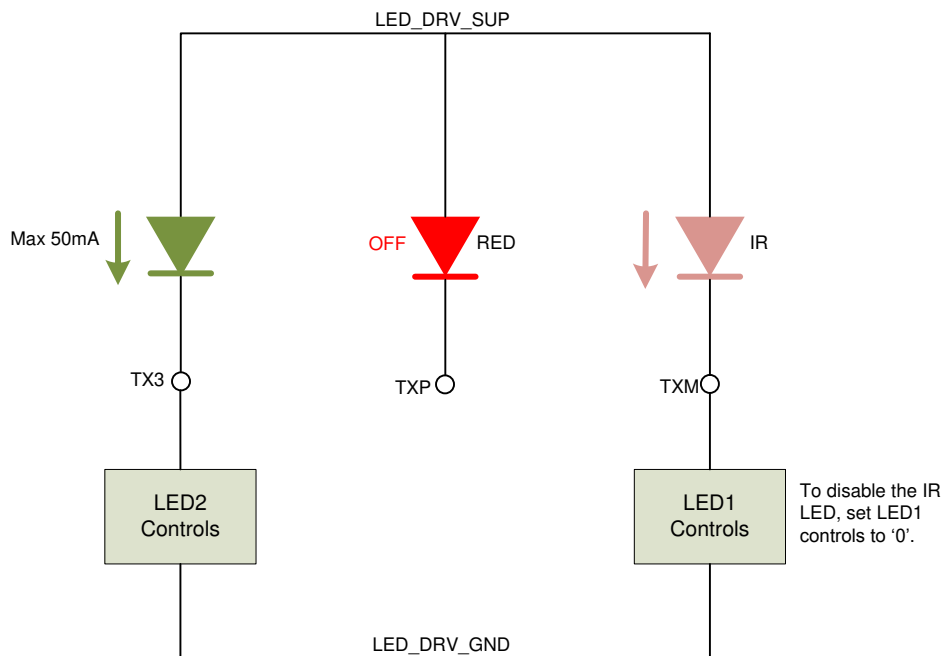 LED_DRV_SUP
Max 50mA
OFF
RED
IR
TX3
TXP
TXM
LED2
Controls
LED1
Controls
To disable the IR
LED, set LED1
controls to ‘0’.
LED_DRV_GND